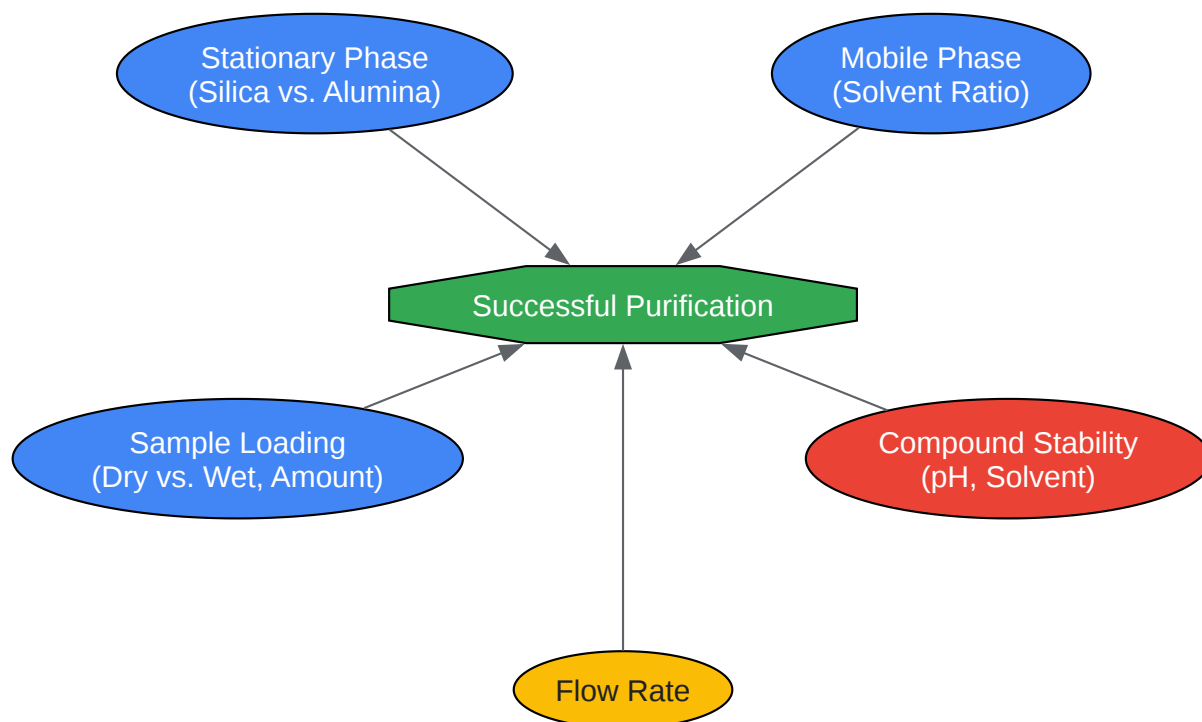 Stationary Phase
(Silica vs. Alumina)
Mobile Phase
(Solvent Ratio)
Successful Purification
Sample Loading
(Dry vs. Wet, Amount)
Compound Stability
(pH, Solvent)
Flow Rate